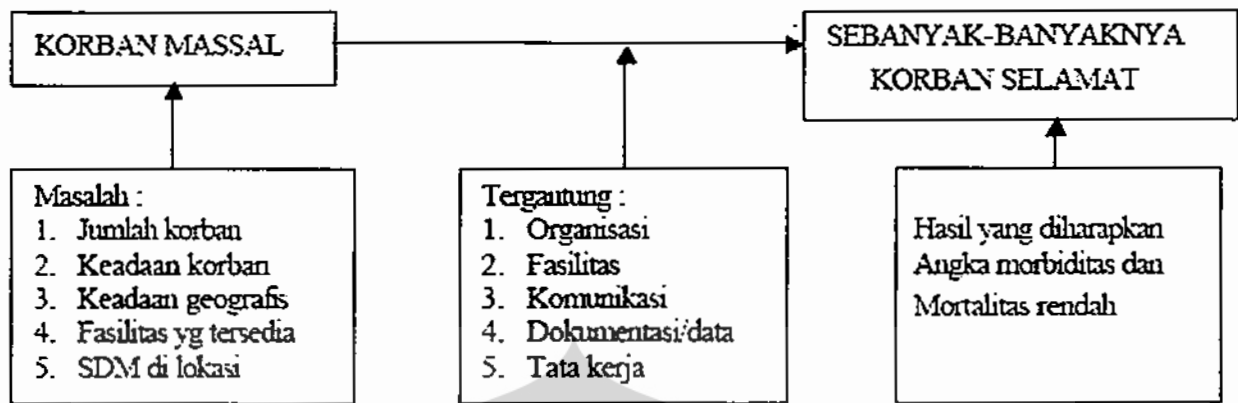 KORBAN MASSAL
SEBANYAK-BANYAKNYA
KORBAN SELAMAT
Masalah :
1. Jumlah korban
2. Keadaan korban
3. Keadaan geografis
4. Fasilitas yg tersedia
5. SDM di lokasi
Tergantung :
1. Organisasi
2. Fasilitas
3. Komunikasi
4. Dokumentasi/data
5. Tata kerja
Hasil yang diharapkan
Angka morbiditas dan
Mortalitas rendah